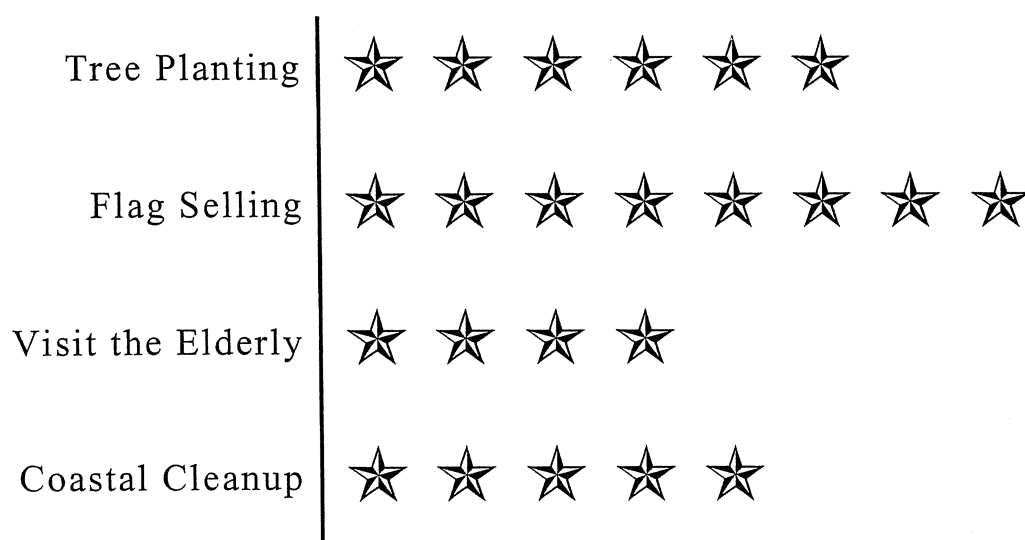 Tree Planting
Flag Selling
Visit the Elderly
Coastal Cleanup